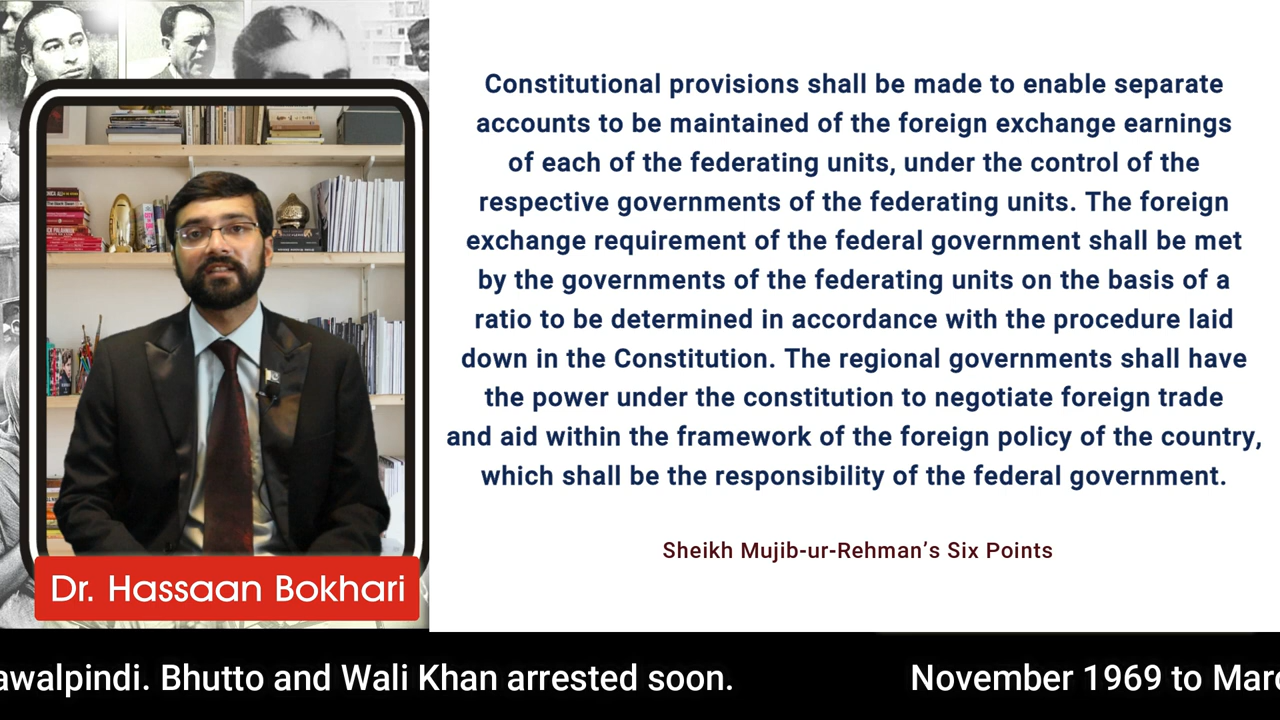 Constitutional provisions shall be made to enable separate
accounts to be maintained of the foreign exchange earnings
of each of the federating units, under the control of the
respective governments of the federating units. The foreign
exchange requirement of the federal government shall be met
by the governments of the federating units on the basis of a
ratio to be determined in accordance with the procedure laid
down in the Constitution. The regional governments shall have
the power under the constitution to negotiate foreign trade
and aid within the framework of the foreign policy of the country,
which shall be the responsibility of the federal government.
Sheikh Mujib-ur-Rehman’s Six Points
Dr. Hassaan Bokhari
awalpindi. Bhutto and Wali Khan arrested soon. November 1969 to Marc